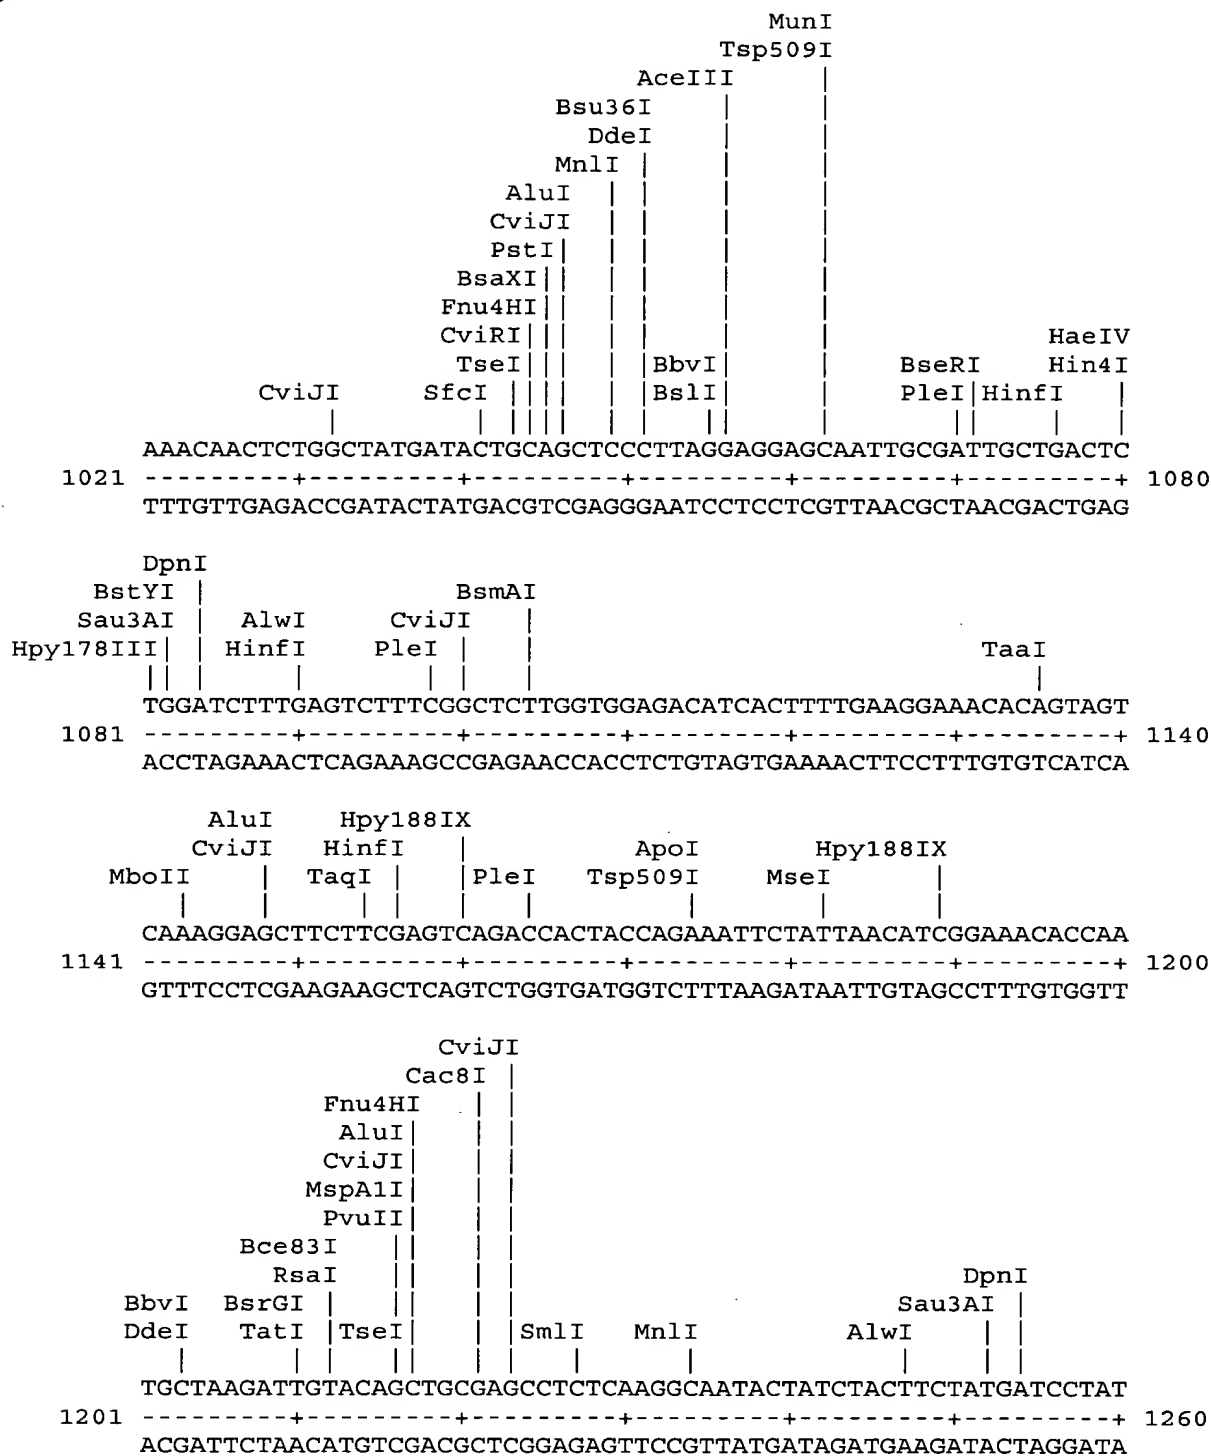 MunI
Tsp509I
AceIII
Bsu36I
DdeI
MnlI
AluI
CviJI
PstI
BsaXI
Fnu4HI
CviRI HaeIV
TseI BbvI BseRI Hin4I
CviJI SfcI BslI PleI HinfI
AAACAACTCTGGCTATGATACTGCAGCTCCCTTAGGAGGAGCAATTGCGATTGCTGACTC
1021 ---------+---------+---------+---------+---------+---------+ 1080
TTTGTTGAGACCGATACTATGACGTCGAGGGAATCCTCCTCGTTAACGCTAACGACTGAG
DpnI
BstYI BsmAI
Sau3AI AlwI CviJI
Hpy178III HinfI PleI TaaI
TGGATCTTTGAGTCTTTCGGCTCTTGGTGGAGACATCACTTTTGAAGGAAACACAGTAGT
1081 ---------+---------+---------+---------+---------+---------+ 1140
ACCTAGAAACTCAGAAAGCCGAGAACCACCTCTGTAGTGAAAACTTCCTTTGTGTCATCA
AluI Hpy188IX
CviJI HinfI ApoI Hpy188IX
MboII TaqI PleI Tsp509I MseI
CAAAGGAGCTTCTTCGAGTCAGACCACTACCAGAAATTCTATTAACATCGGAAACACCAA
1141 ---------+---------+---------+---------+---------+---------+ 1200
GTTTCCTCGAAGAAGCTCAGTCTGGTGATGGTCTTTAAGATAATTGTAGCCTTTGTGGTT
CviJI
Cac8I
Fnu4HI
AluI
CviJI
MspA1I
PvuII
Bce83I
RsaI DpnI
BbvI BsrGI Sau3AI
DdeI TatI TseI SmlI MnlI AlwI
TGCTAAGATTGTACAGCTGCGAGCCTCTCAAGGCAATACTATCTACTTCTATGATCCTAT
1201 ---------+---------+---------+---------+---------+---------+ 1260
ACGATTCTAACATGTCGACGCTCGGAGAGTTCCGTTATGATAGATGAAGATACTAGGATA